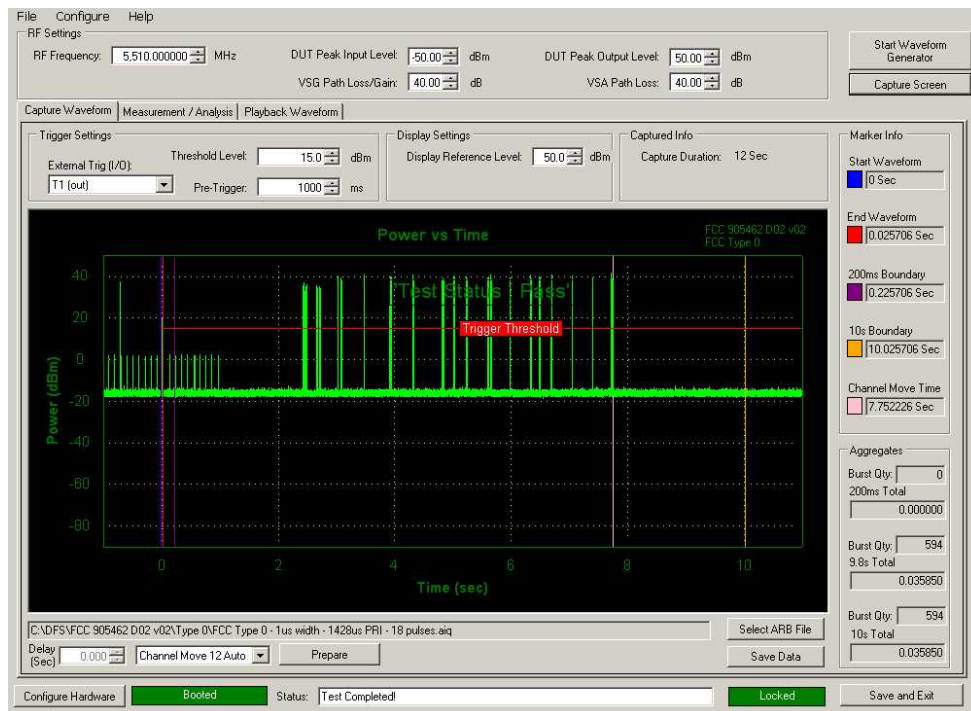 File Configure Help
RF Settings
RF Frequency: 5,510.000000 MHz
DUT Peak Input Level: -50.00 dBm
DUT Peak Output Level: 50.00 dBm
VSG Path Loss/Gain: 40.00 dB
VSA Path Loss: 40.00 dB
Start Waveform
Generator
Capture Screen
Capture Waveform Measurement / Analysis Playback Waveform
Trigger Settings
External Trig (I/O):
T1 (out)
Threshold Level: 15.0 dBm
Pre-Trigger: 1000 ms
Display Settings
Display Reference Level: 50.0 dBm
Captured Info
Capture Duration: 12 Sec
Marker Info
Start Waveform
0 Sec
End Waveform
0.025706 Sec
200ms Boundary
0.225706 Sec
10s Boundary
10.025706 Sec
Channel Move Time
7.752226 Sec
Power vs Time
FCC 905462 D02 v02
FCC Type 0
'Test Status : Pass'
Trigger Threshold
Power (dBm)
40
20
0
-20
-40
-60
-80
0 2 4 6 8 10
Time (sec)
Aggregates
Burst Qty: 0
200ms Total
0.000000
Burst Qty: 594
9.8s Total
0.035850
Burst Qty: 594
10s Total
0.035850
C:\DFS\FCC 905462 D02 v02\Type 0\FCC Type 0 - 1us width - 1428us PRI - 18 pulses.aiq
Select ARB File
Delay
(Sec) 0.000
Channel Move 12 Auto
Prepare
Save Data
Configure Hardware
Booted
Status: Test Completed!
Locked
Save and Exit